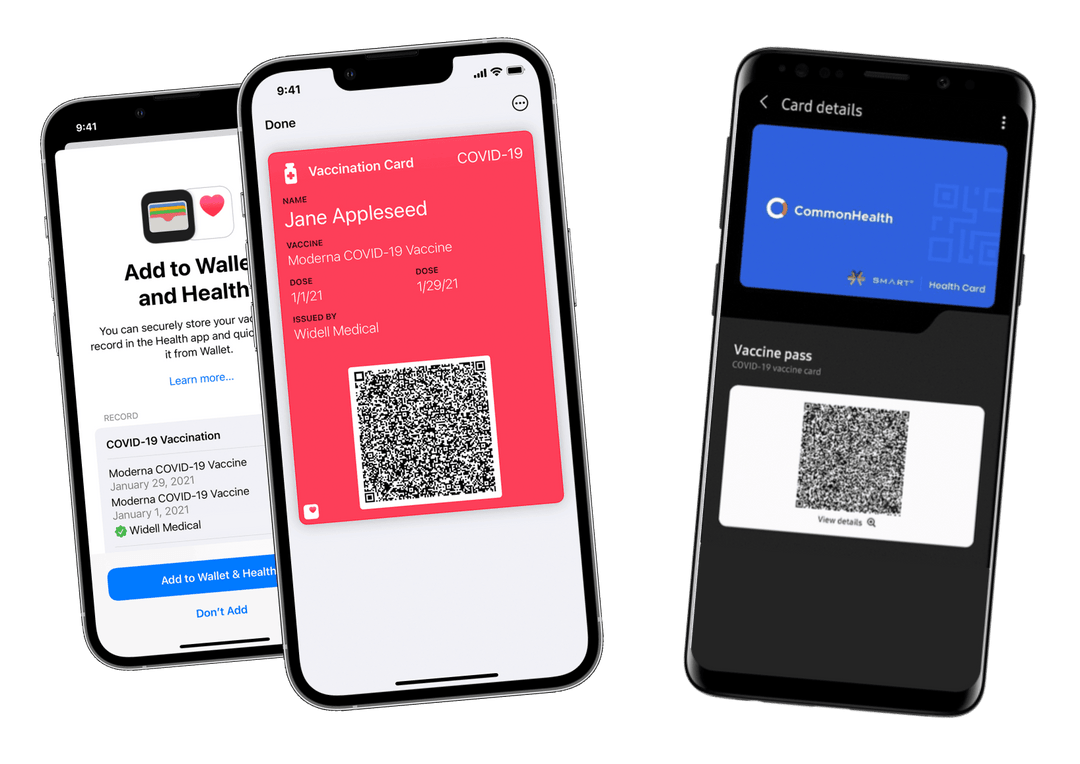 9:41
Add to Walle
and Health
You can securely store your vac
record in the Health app and quic
it from Wallet.
Learn more...
RECORD
COVID-19 Vaccination
Moderna COVID-19 Vaccine
January 29, 2021
Moderna COVID-19 Vaccine
January 1, 2021
Widell Medical
Add to Wallet & Health
Don't Add
9:41
Done
Vaccination Card COVID-19
NAME
Jane Appleseed
VACCINE
Moderna COVID-19 Vaccine
DOSE DOSE
1/1/21 1/29/21
ISSUED BY
Widell Medical
Card details
CommonHealth
SMART® Health Card
Vaccine pass
COVID-19 vaccine card
View details